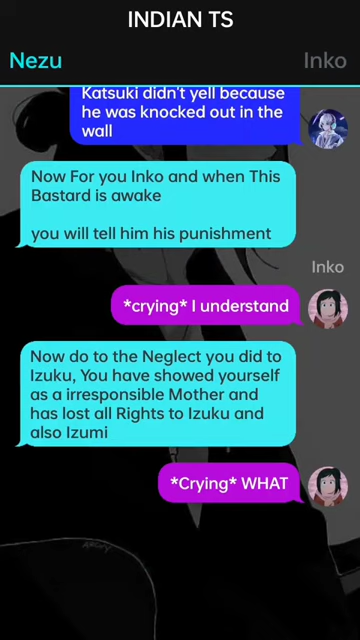 INDIAN TS
Nezu
Inko
Katsuki didn't yell because
he was knocked out in the
wall
Now For you Inko and when This
Bastard is awake
you will tell him his punishment
Inko
*crying* I understand
Now do to the Neglect you did to
Izuku, You have showed yourself
as a irresponsible Mother and
has lost all Rights to Izuku and
also Izumi
*Crying* WHAT